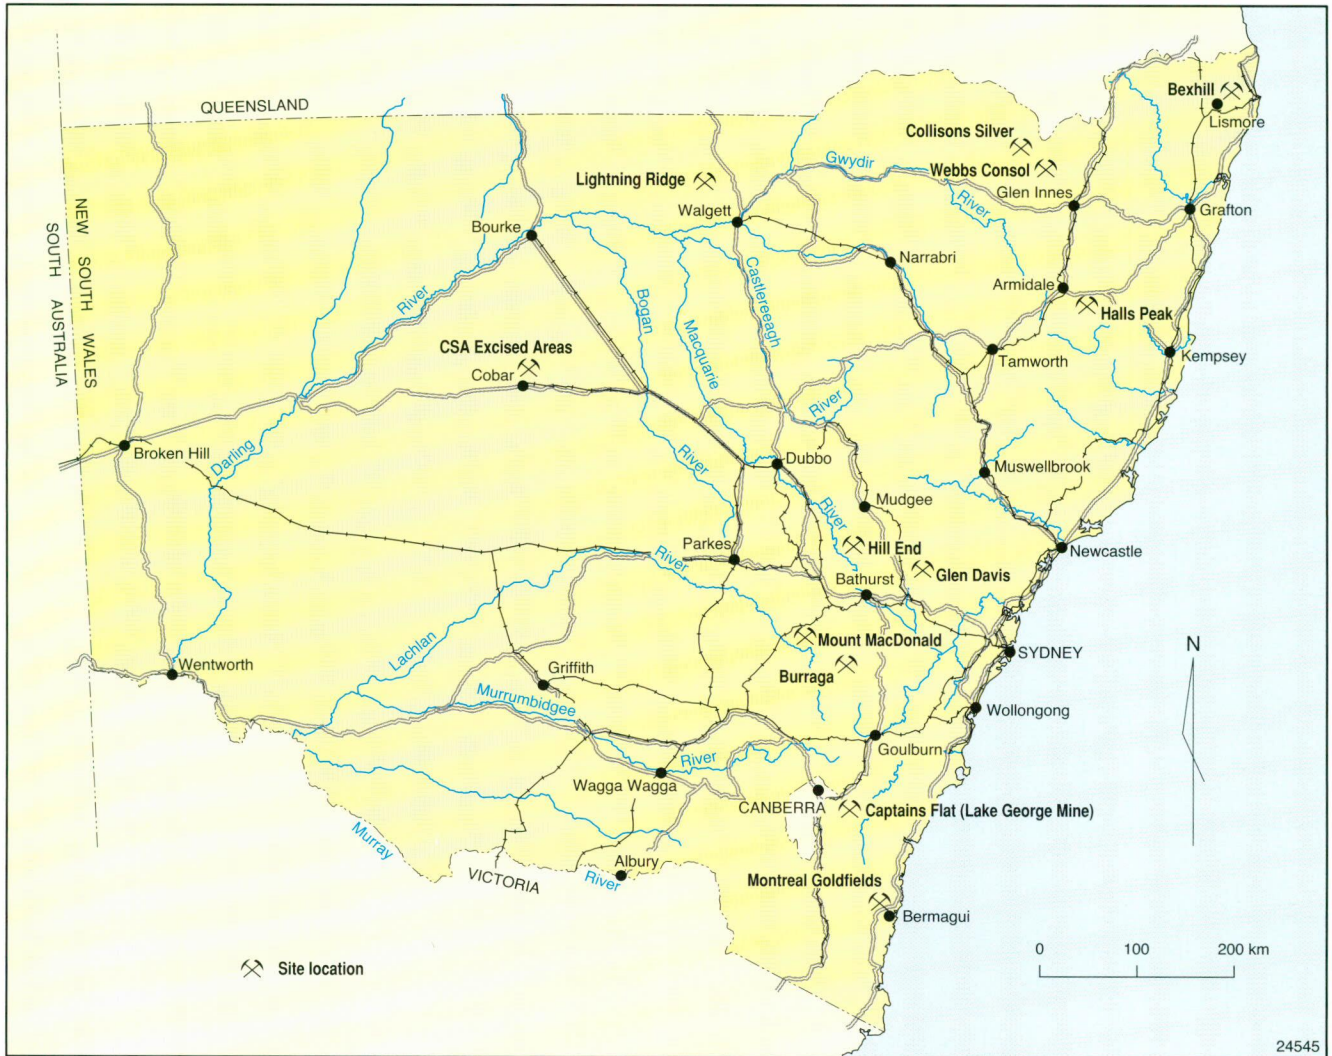 QUEENSLAND
NEW SOUTH WALES
SOUTH AUSTRALIA
Bexhill
Lismore
Collisons Silver
Gwydir
Webbs Consol
Lightning Ridge
Glen Innes
River
Walgett
Grafton
Bourke
Narrabri
Castlereeagh
Armidale
River
Bogan
Halls Peak
Macquarie
CSA Excised Areas
Cobar
Tamworth
Kempsey
River
Broken Hill
Darling
River
Dubbo
Muswellbrook
River
Mudgee
Parkes
River
Hill End
Newcastle
Bathurst
Glen Davis
Lachlan
Mount MacDonald
SYDNEY
N
Wentworth
Griffith
Burraga
Murrumbidgee
Wollongong
River
Goulburn
Wagga Wagga
CANBERRA
Captains Flat (Lake George Mine)
Murray
Albury
VICTORIA
River
Montreal Goldfields
Bermagui
0 100 200 km
Site location
24545